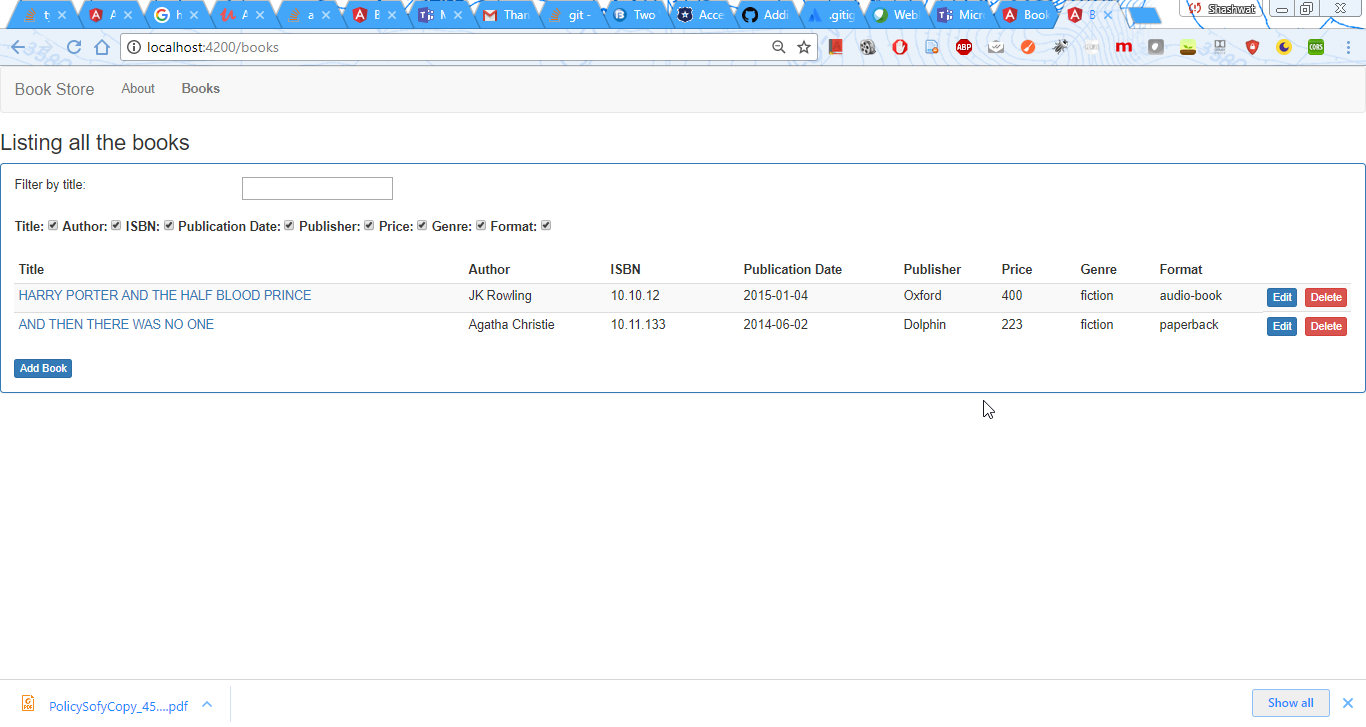 A
G h
A
a
B
Than
git -
Two
Acce
Addi
.gitig
Web
Micr
Book
B
Shashwat
localhost:4200/books
ABP
m
CORS
Book Store About Books
Listing all the books
Filter by title:
Title: Author: ISBN: Publication Date: Publisher: Price: Genre: Format:
Title Author ISBN Publication Date Publisher Price Genre Format
HARRY PORTER AND THE HALF BLOOD PRINCE JK Rowling 10.10.12 2015-01-04 Oxford 400 fiction audio-book Edit Delete
AND THEN THERE WAS NO ONE Agatha Christie 10.11.133 2014-06-02 Dolphin 223 fiction paperback Edit Delete
Add Book
PolicySofyCopy_45....pdf Show all